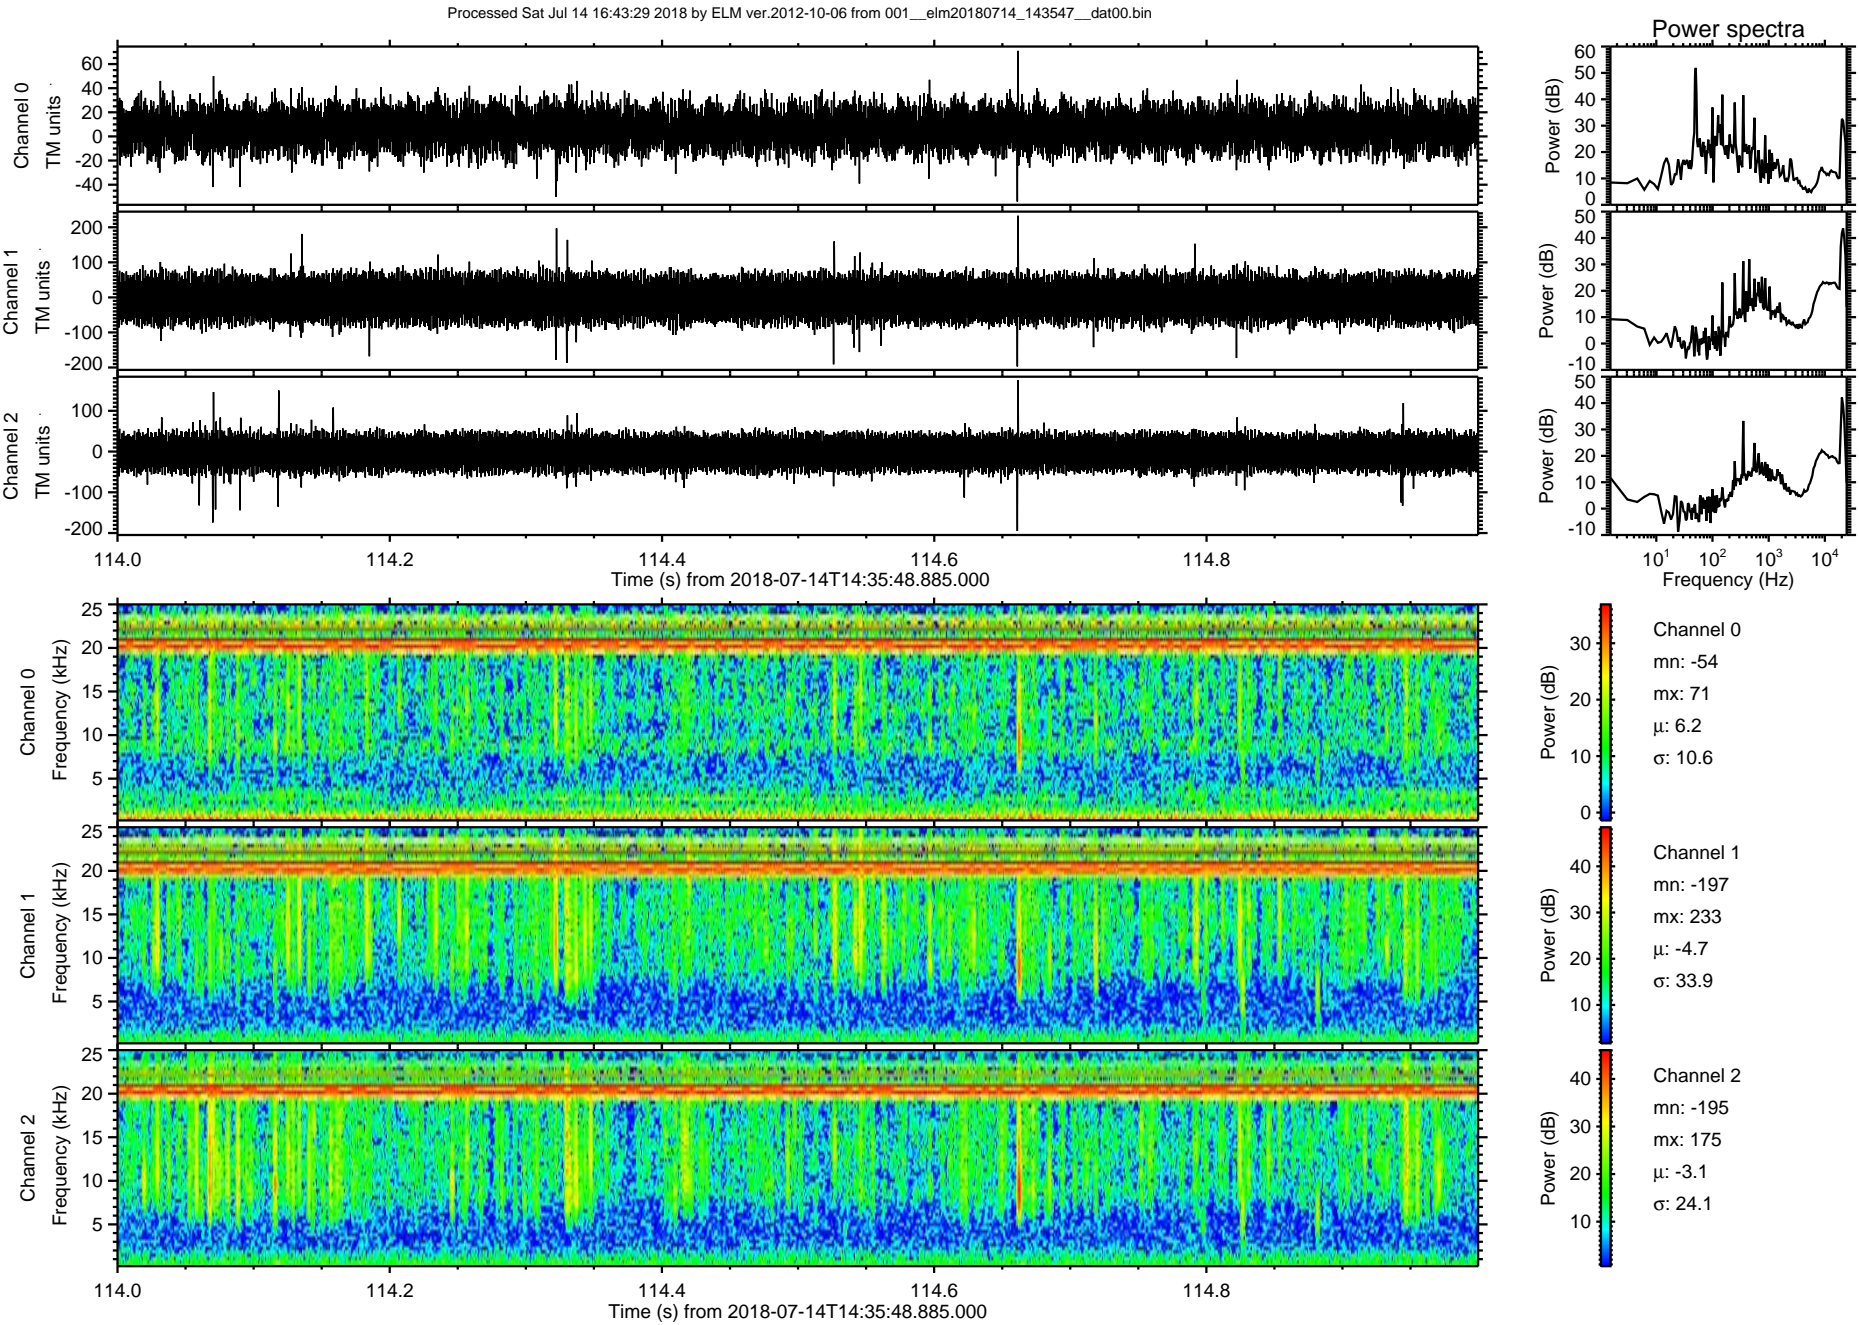 Processed Sat Jul 14 16:43:29 2018 by ELM ver.2012-10-06 from 001__elm20180714_143547__dat00.bin
Power spectra
Channel 0
TM units
60
40
20
0
-20
-40
Power (dB)
60
50
40
30
20
10
0
Channel 1
TM units
200
100
0
-100
-200
Power (dB)
50
40
30
20
10
0
-10
Channel 2
TM units
100
0
-100
-200
Power (dB)
50
40
30
20
10
0
-10
114.0
114.2
114.4
114.6
114.8
Time (s) from 2018-07-14T14:35:48.885.000
10^1
10^2
10^3
10^4
Frequency (Hz)
Channel 0
Frequency (kHz)
25
20
15
10
5
Power (dB)
30
20
10
0
Channel 0
mn: -54
mx: 71
μ: 6.2
σ: 10.6
Channel 1
Frequency (kHz)
25
20
15
10
5
Power (dB)
40
30
20
10
Channel 1
mn: -197
mx: 233
μ: -4.7
σ: 33.9
Channel 2
Frequency (kHz)
25
20
15
10
5
Power (dB)
40
30
20
10
Channel 2
mn: -195
mx: 175
μ: -3.1
σ: 24.1
114.0
114.2
114.4
114.6
114.8
Time (s) from 2018-07-14T14:35:48.885.000